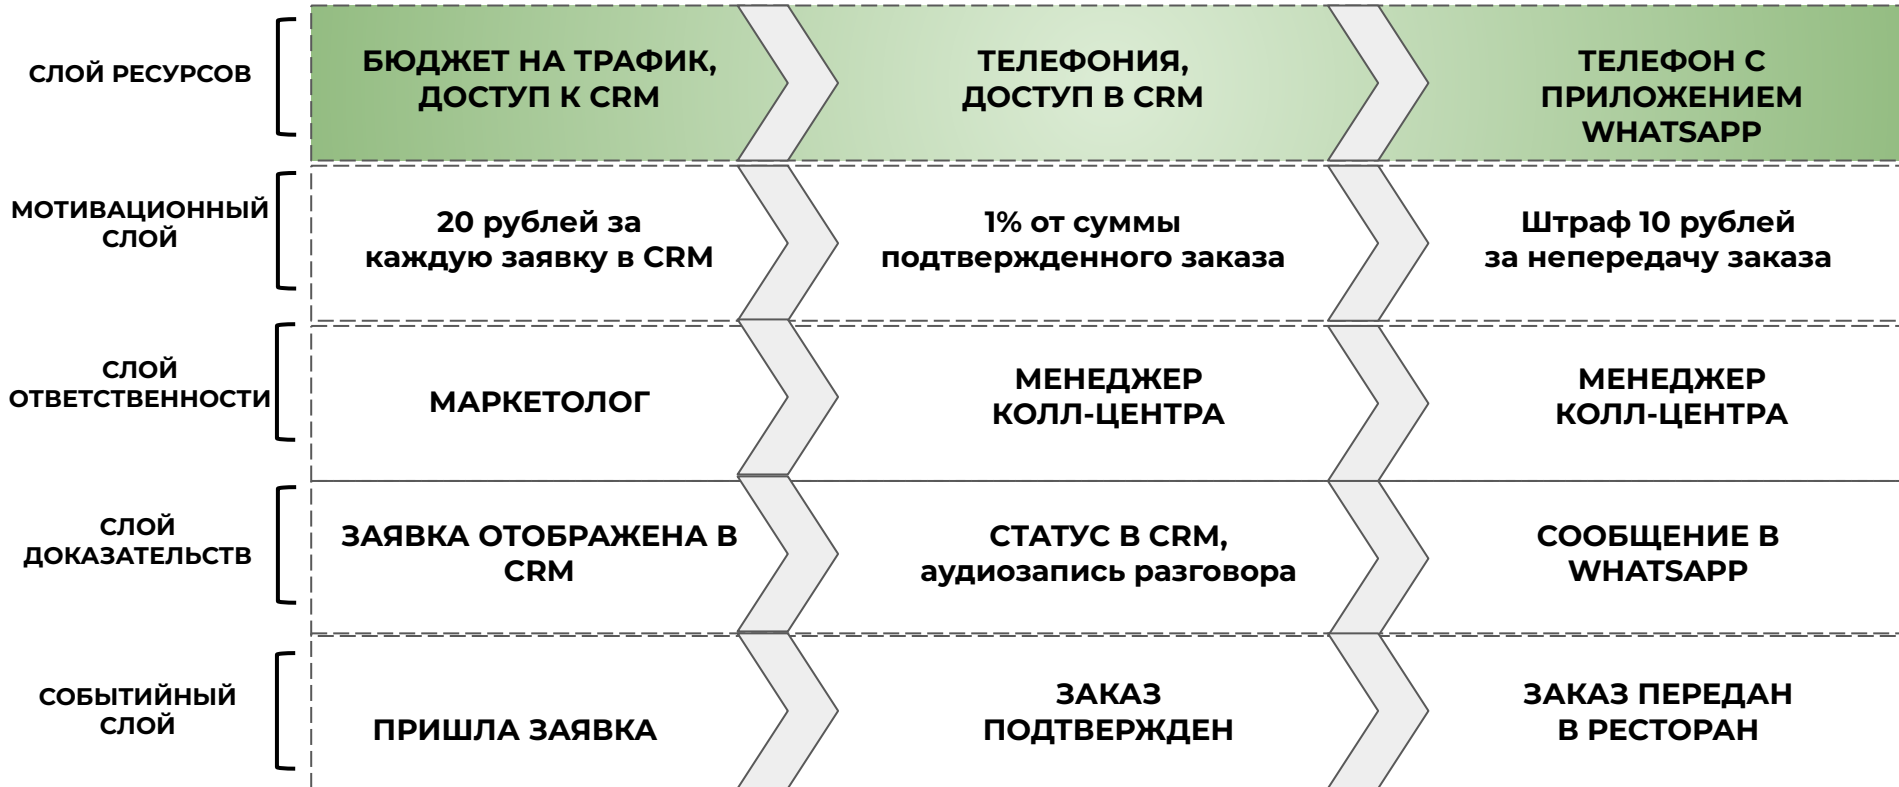 СЛОЙ РЕСУРСОВ
БЮДЖЕТ НА ТРАФИК,
ДОСТУП К CRM
ТЕЛЕФОНИЯ,
ДОСТУП В CRM
ТЕЛЕФОН С
ПРИЛОЖЕНИЕМ
WHATSAPP
МОТИВАЦИОННЫЙ
СЛОЙ
20 рублей за
каждую заявку в CRM
1% от суммы
подтвержденного заказа
Штраф 10 рублей
за непередачу заказа
СЛОЙ
ОТВЕТСТВЕННОСТИ
МАРКЕТОЛОГ
МЕНЕДЖЕР
КОЛЛ-ЦЕНТРА
МЕНЕДЖЕР
КОЛЛ-ЦЕНТРА
СЛОЙ
ДОКАЗАТЕЛЬСТВ
ЗАЯВКА ОТОБРАЖЕНА В
CRM
СТАТУС В CRM,
аудиозапись разговора
СООБЩЕНИЕ В
WHATSAPP
СОБЫТИЙНЫЙ
СЛОЙ
ПРИШЛА ЗАЯВКА
ЗАКАЗ
ПОДТВЕРЖДЕН
ЗАКАЗ ПЕРЕДАН
В РЕСТОРАН